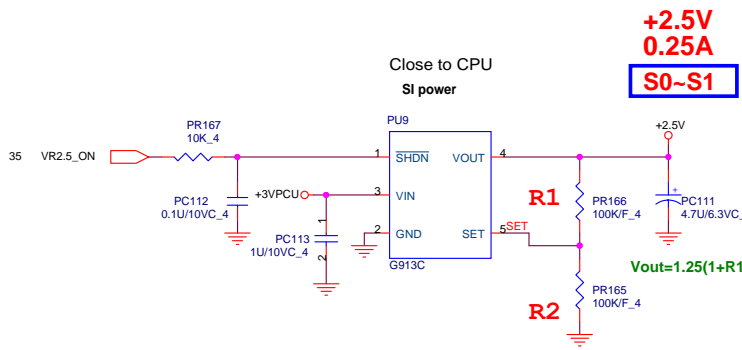 +2.5V
0.25A
S0~S1
Close to CPU
SI power
PU9
+2.5V
35 VR2.5_ON
PR167
10K_4
1 SHDN VOUT 4
PC112
0.1U/10VC_4
+3VPCU
3 VIN
R1
PR166
100K/F_4
+
PC111
4.7U/6.3VC_
1
PC113
1U/10VC_4
2
2 GND SET 5 SET
G913C
Vout=1.25(1+R1
R2
PR165
100K/F_4